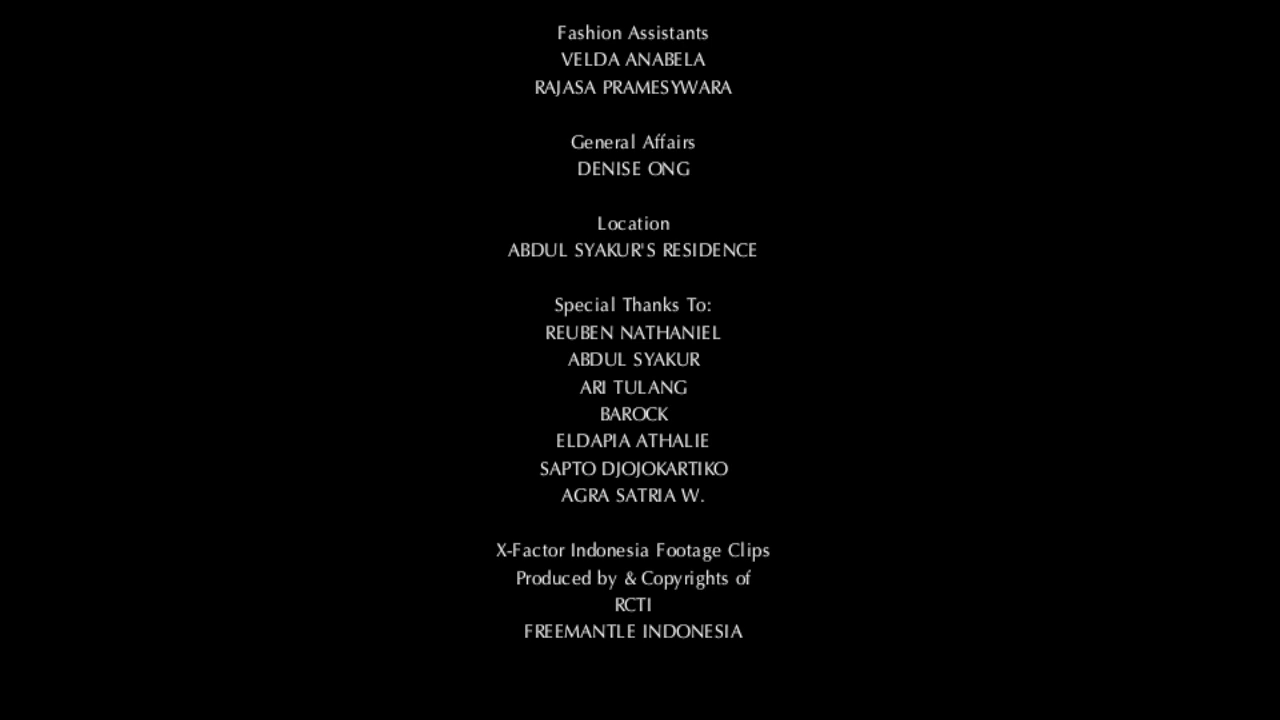 Fashion Assistants
VELDA ANABELA
RAJASA PRAMESYWARA
General Affairs
DENISE ONG
Location
ABDUL SYAKUR'S RESIDENCE
Special Thanks To:
REUBEN NATHANIEL
ABDUL SYAKUR
ARI TULANG
BAROCK
ELDAPIA ATHALIE
SAPTO DJOJOKARTIKO
AGRA SATRIA W.
X-Factor Indonesia Footage Clips
Produced by & Copyrights of
RCTI
FREEMANTLE INDONESIA